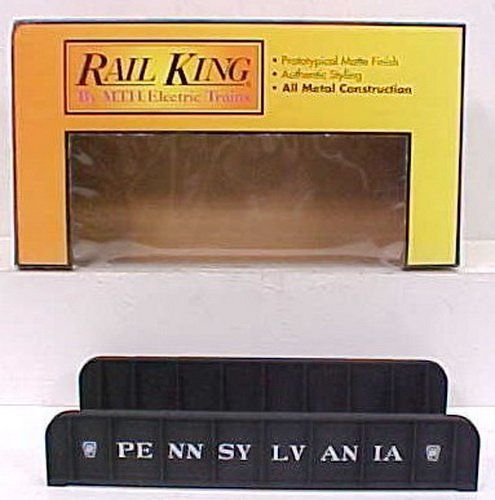 RAIL KING
By MTH Electric Trains
• Prototypical Matte Finish
• Authentic Styling
• All Metal Construction
PE NN SY LV AN IA